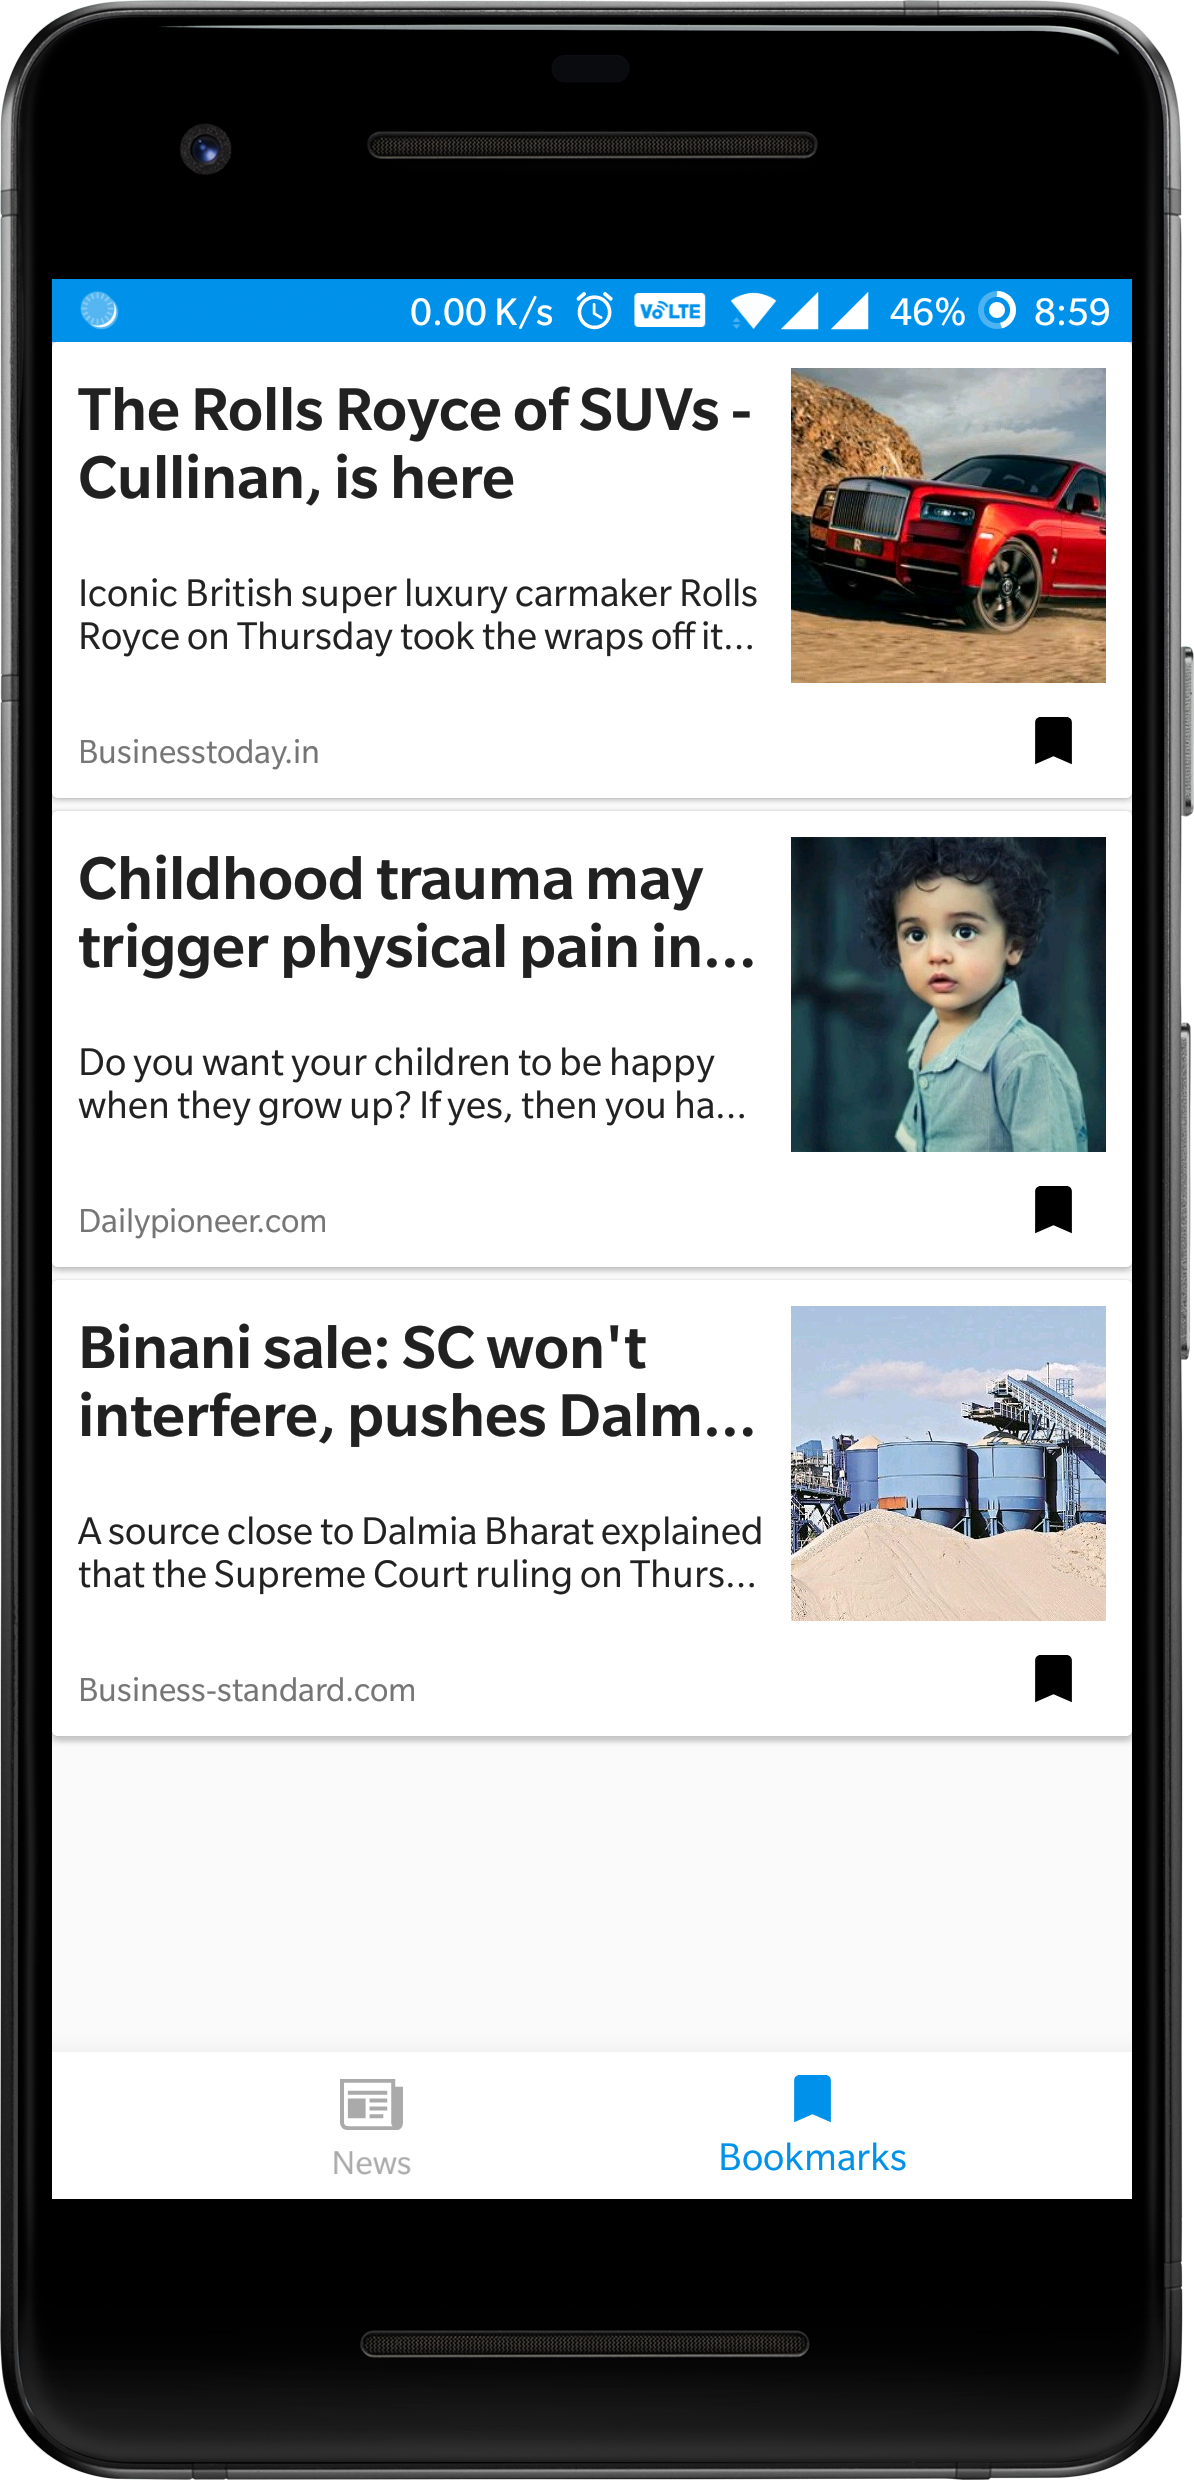 0.00 K/s VoLTE 46% 8:59
The Rolls Royce of SUVs -
Cullinan, is here
Iconic British super luxury carmaker Rolls
Royce on Thursday took the wraps off it...
Businesstoday.in
Childhood trauma may
trigger physical pain in...
Do you want your children to be happy
when they grow up? If yes, then you ha...
Dailypioneer.com
Binani sale: SC won't
interfere, pushes Dalm...
A source close to Dalmia Bharat explained
that the Supreme Court ruling on Thurs...
Business-standard.com
News
Bookmarks